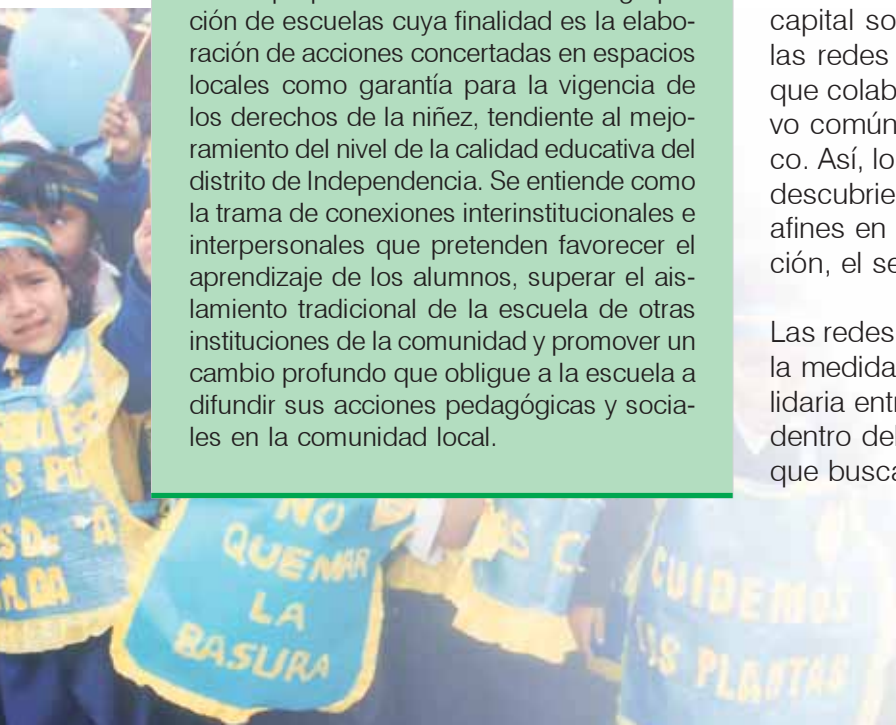 ción de escuelas cuya finalidad es la elabo-
ración de acciones concertadas en espacios
locales como garantía para la vigencia de
los derechos de la niñez, tendiente al mejo-
ramiento del nivel de la calidad educativa del
distrito de Independencia. Se entiende como
la trama de conexiones interinstitucionales e
interpersonales que pretenden favorecer el
aprendizaje de los alumnos, superar el ais-
lamiento tradicional de la escuela de otras
instituciones de la comunidad y promover un
cambio profundo que obligue a la escuela a
difundir sus acciones pedagógicas y socia-
les en la comunidad local.
capital so
las redes
que colab
vo común
co. Así, lo
descubrie
afines en
ción, el se
Las redes
la medida
lidaria ent
dentro del
que busca
NO
QUEMAR
LA
BASURA
CUIDEMOS
PLANTAS